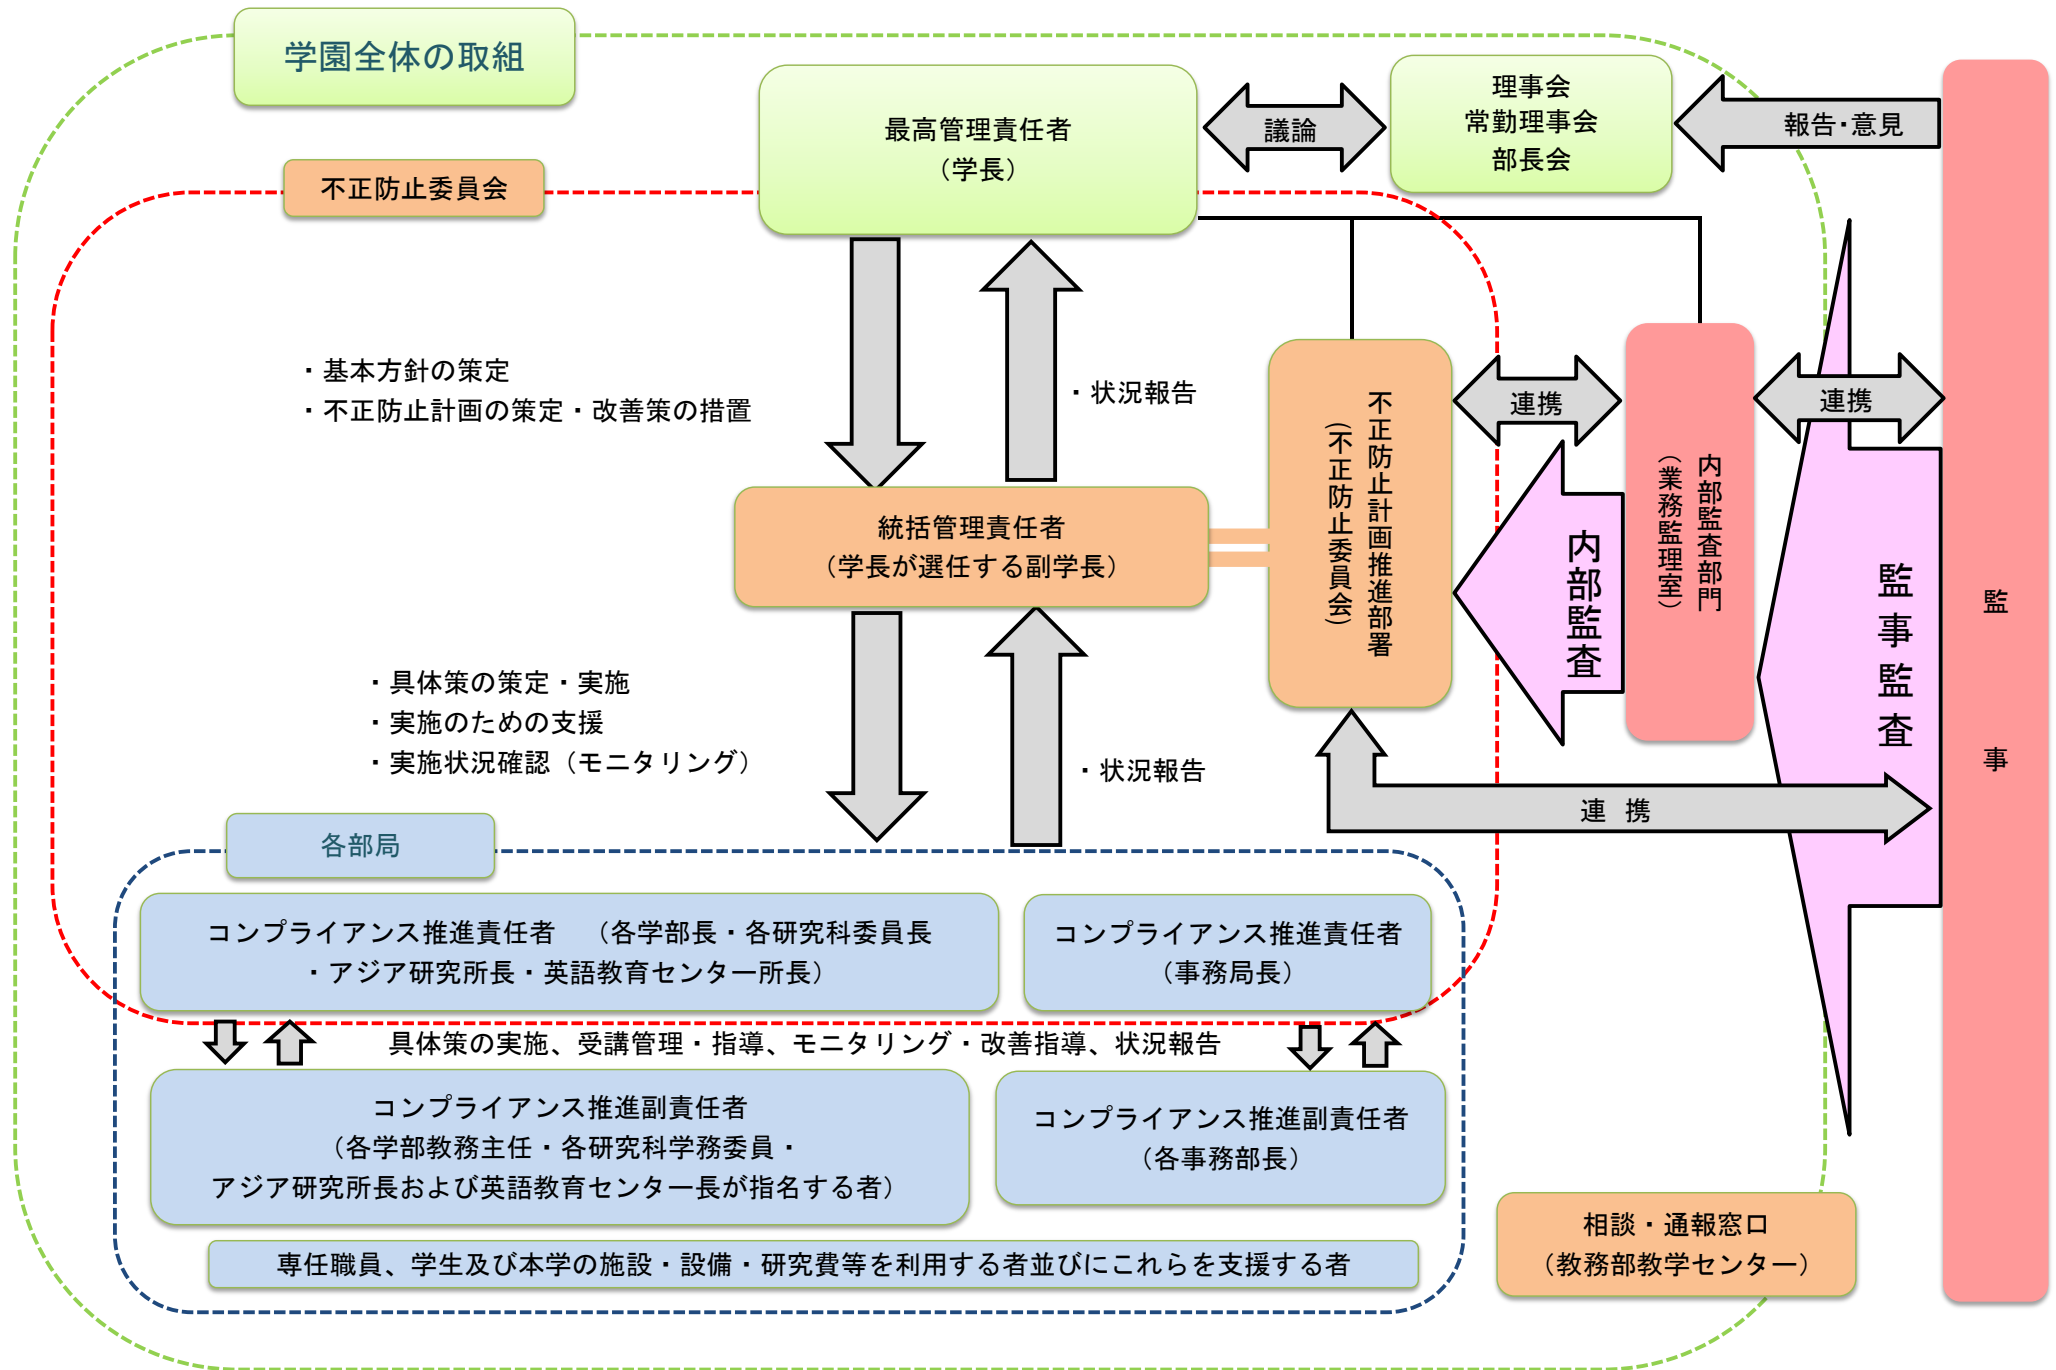 学園全体の取組
最高管理責任者
（学長）
議論
理事会
常勤理事会
部長会
報告・意見
不正防止委員会
・基本方針の策定
・不正防止計画の策定・改善策の措置
・状況報告
不正防止計画推進部署
（不正防止委員会）
連携
内部監査部門
（業務監理室）
連携
内部監査
監事監査
監事
統括管理責任者
（学長が選任する副学長）
・具体策の策定・実施
・実施のための支援
・実施状況確認（モニタリング）
・状況報告
連 携
各部局
コンプライアンス推進責任者　（各学部長・各研究科委員長
・アジア研究所長・英語教育センター所長）
コンプライアンス推進責任者
（事務局長）
具体策の実施、受講管理・指導、モニタリング・改善指導、状況報告
コンプライアンス推進副責任者
（各学部教務主任・各研究科学務委員・
アジア研究所長および英語教育センター長が指名する者）
コンプライアンス推進副責任者
（各事務部長）
専任職員、学生及び本学の施設・設備・研究費等を利用する者並びにこれらを支援する者
相談・通報窓口
（教務部教学センター）